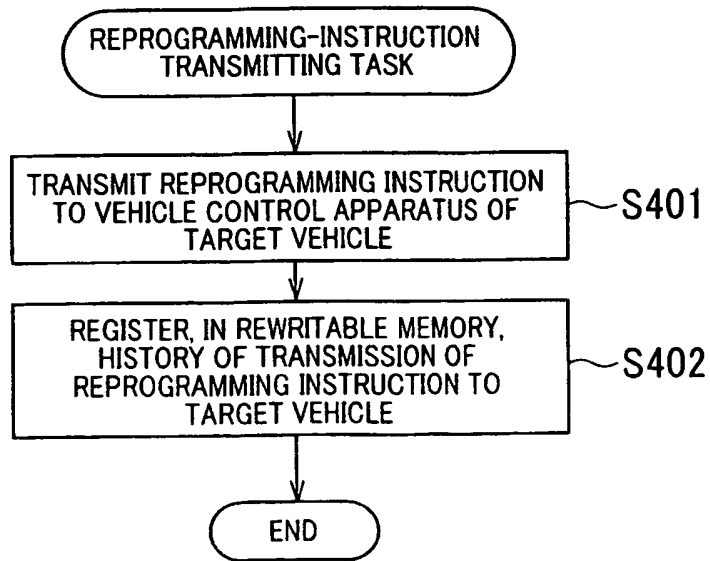 REPROGRAMMING-INSTRUCTION
TRANSMITTING TASK
TRANSMIT REPROGRAMMING INSTRUCTION
TO VEHICLE CONTROL APPARATUS OF
TARGET VEHICLE
S401
REGISTER, IN REWRITABLE MEMORY,
HISTORY OF TRANSMISSION OF
REPROGRAMMING INSTRUCTION TO
TARGET VEHICLE
S402
END